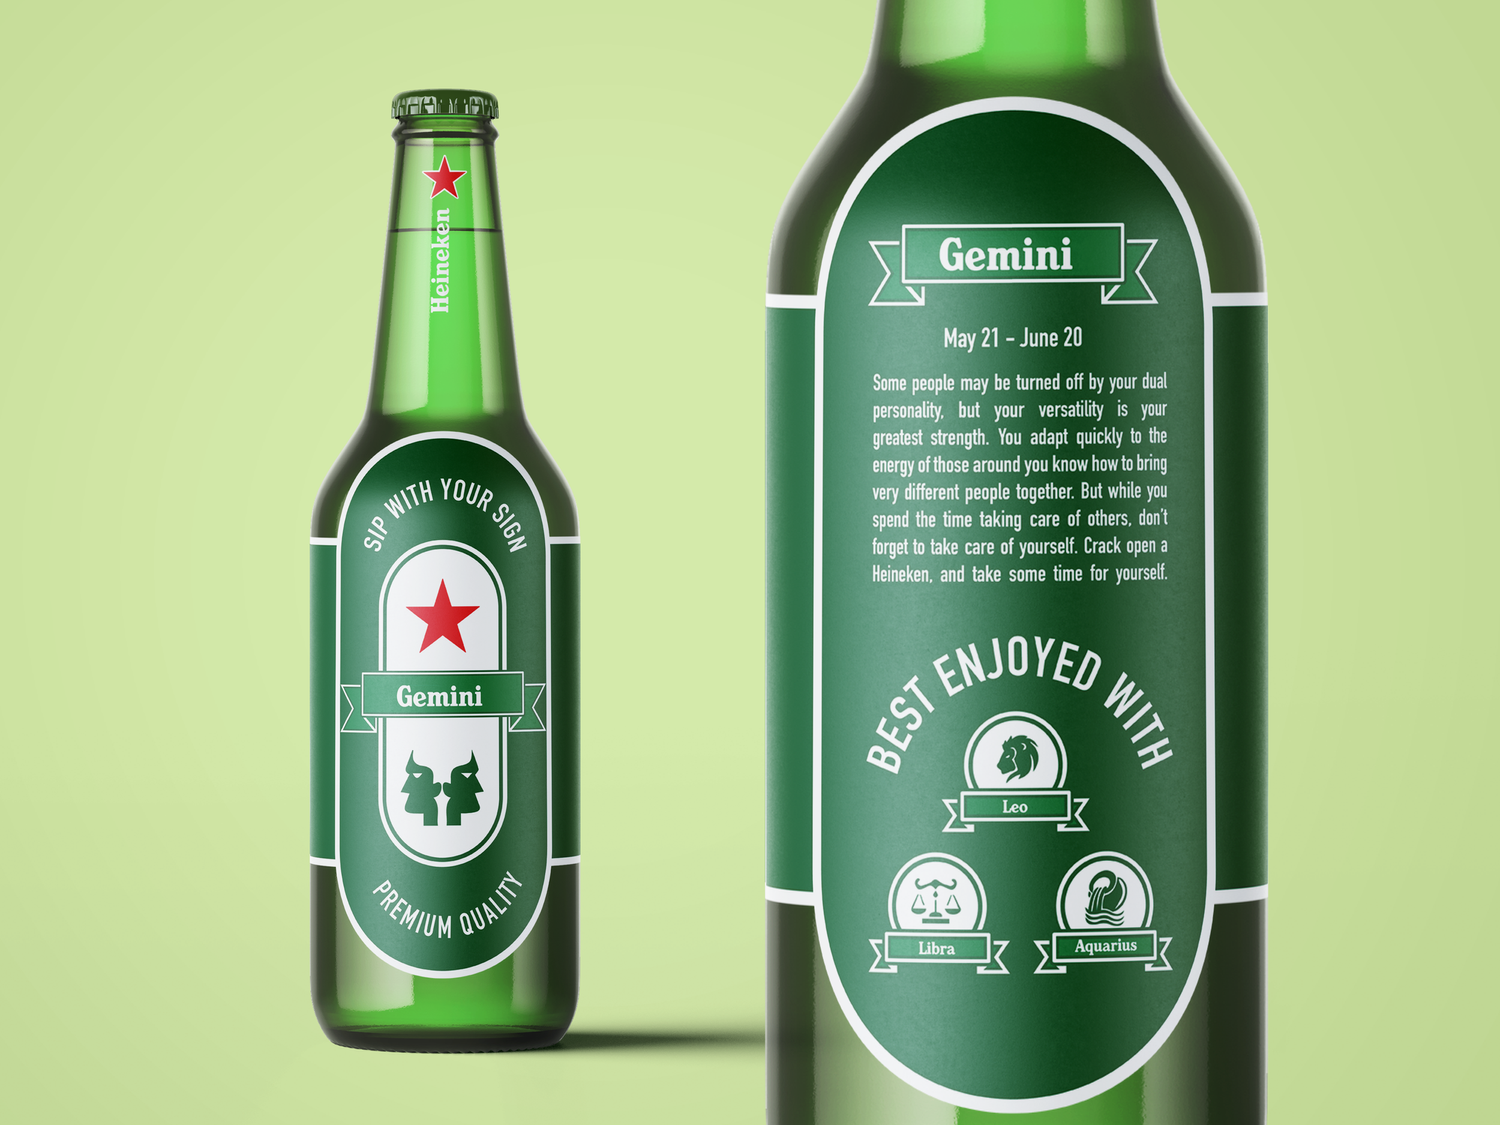 Heineken
SIP WITH YOUR SIGN
Gemini
PREMIUM QUALITY
Gemini
May 21 - June 20
Some people may be turned off by your dual
personality, but your versatility is your
greatest strength. You adapt quickly to the
energy of those around you know how to bring
very different people together. But while you
spend the time taking care of others, don't
forget to take care of yourself. Crack open a
Heineken, and take some time for yourself.
BEST ENJOYED WITH
Leo
Libra
Aquarius